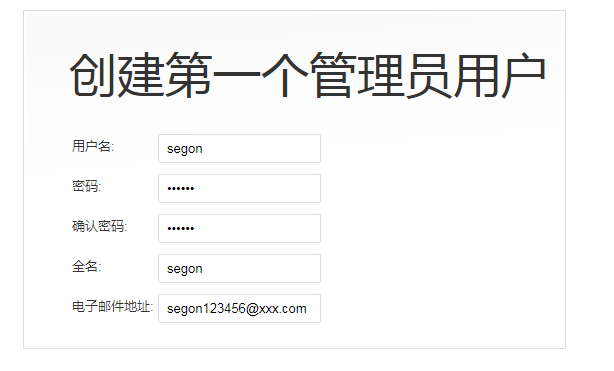 创建第一个管理员用户
用户名: segon
密码: ••••••
确认密码: ••••••
全名: segon
电子邮件地址: segon123456@xxx.com